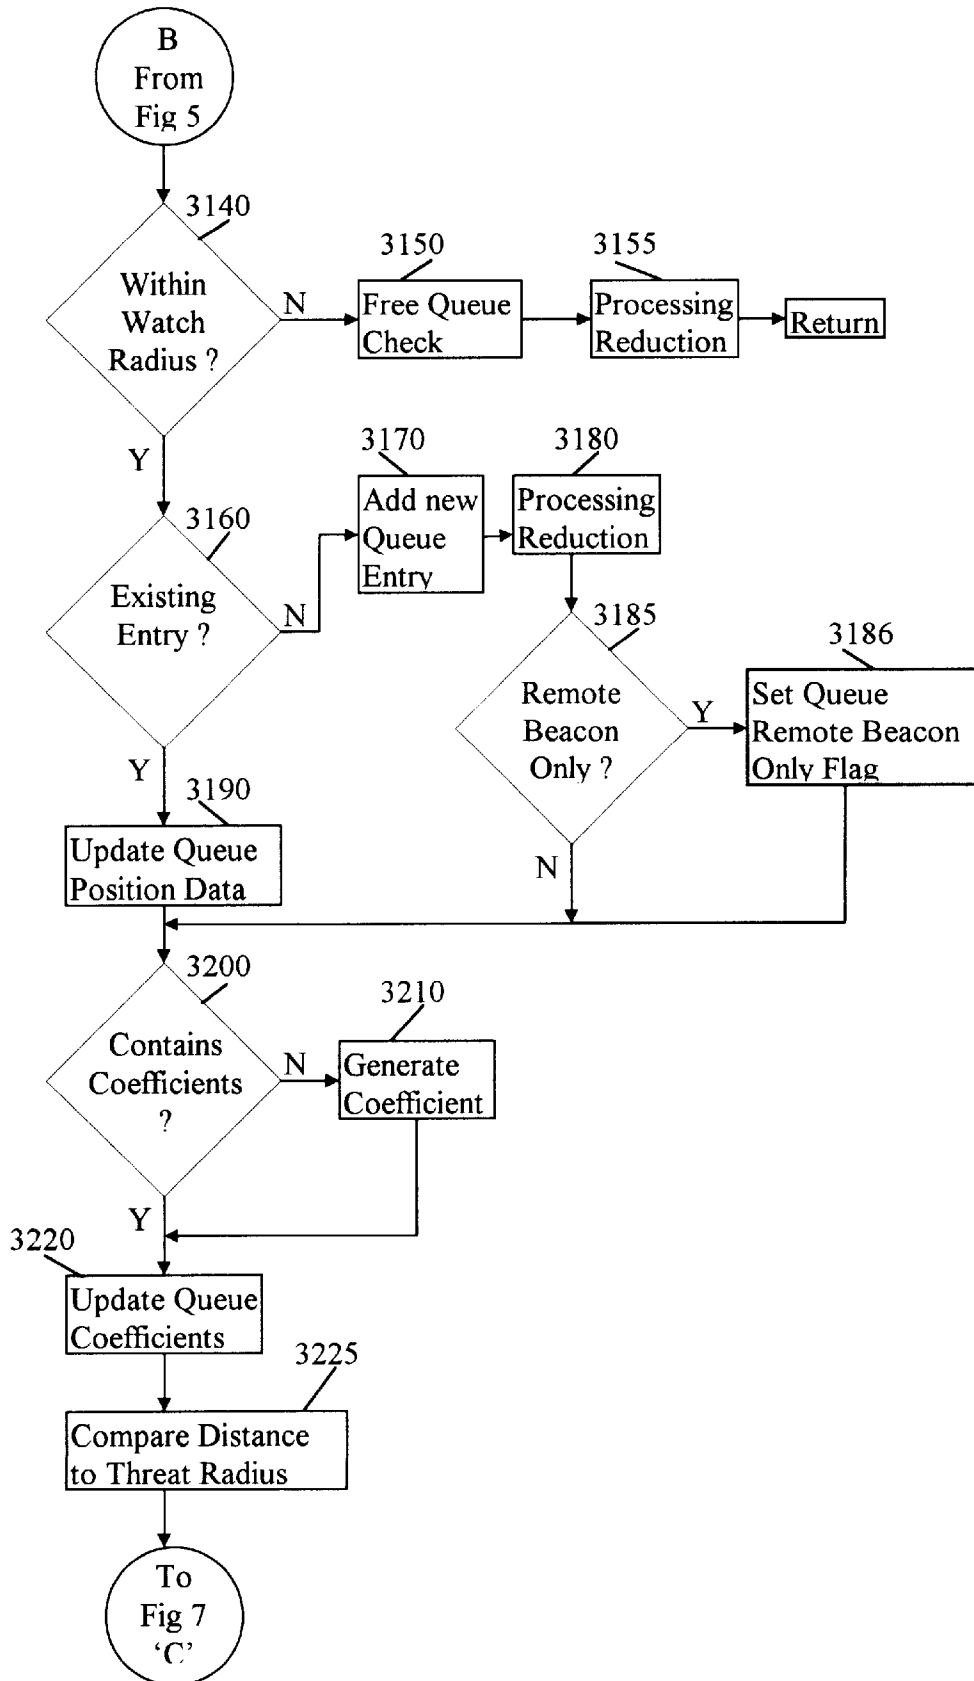 B
From
Fig 5
3140
Within
Watch
Radius ?
N
3150
Free Queue
Check
3155
Processing
Reduction
Return
Y
3160
Existing
Entry ?
N
3170
Add new
Queue
Entry
3180
Processing
Reduction
3185
Remote
Beacon
Only ?
Y
3186
Set Queue
Remote Beacon
Only Flag
N
Y
3190
Update Queue
Position Data
3200
Contains
Coefficients
?
N
3210
Generate
Coefficient
Y
3220
Update Queue
Coefficients
3225
Compare Distance
to Threat Radius
To
Fig 7
‘C’